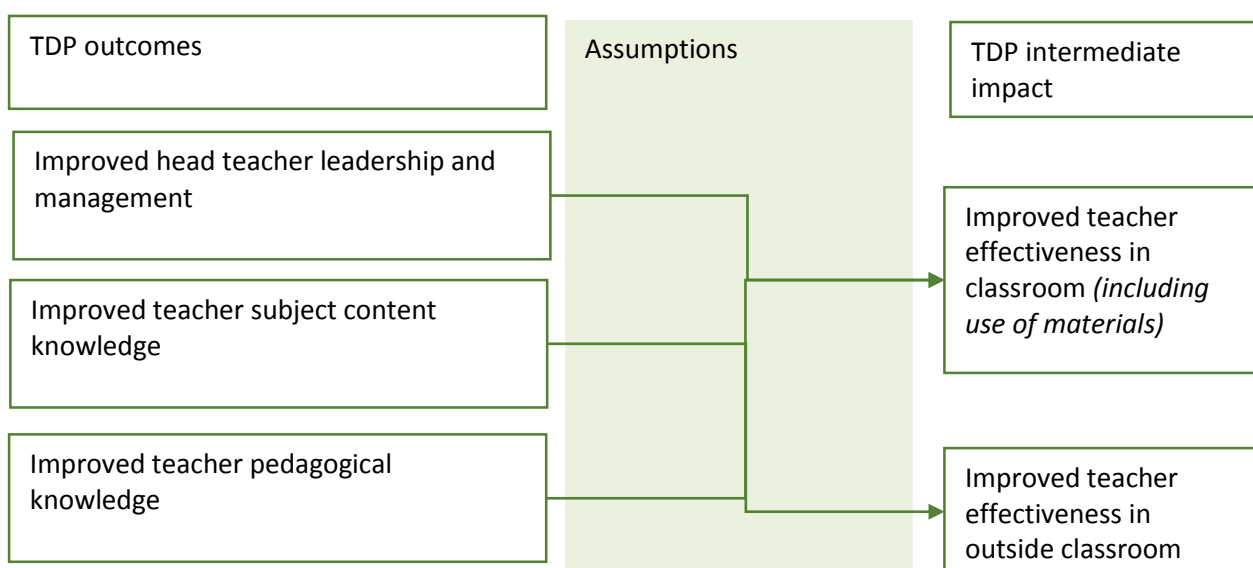 TDP outcomes
Assumptions
TDP intermediate
impact
Improved head teacher leadership and
management
Improved teacher
effectiveness in
classroom (including
use of materials)
Improved teacher subject content
knowledge
Improved teacher pedagogical
knowledge
Improved teacher
effectiveness in
outside classroom